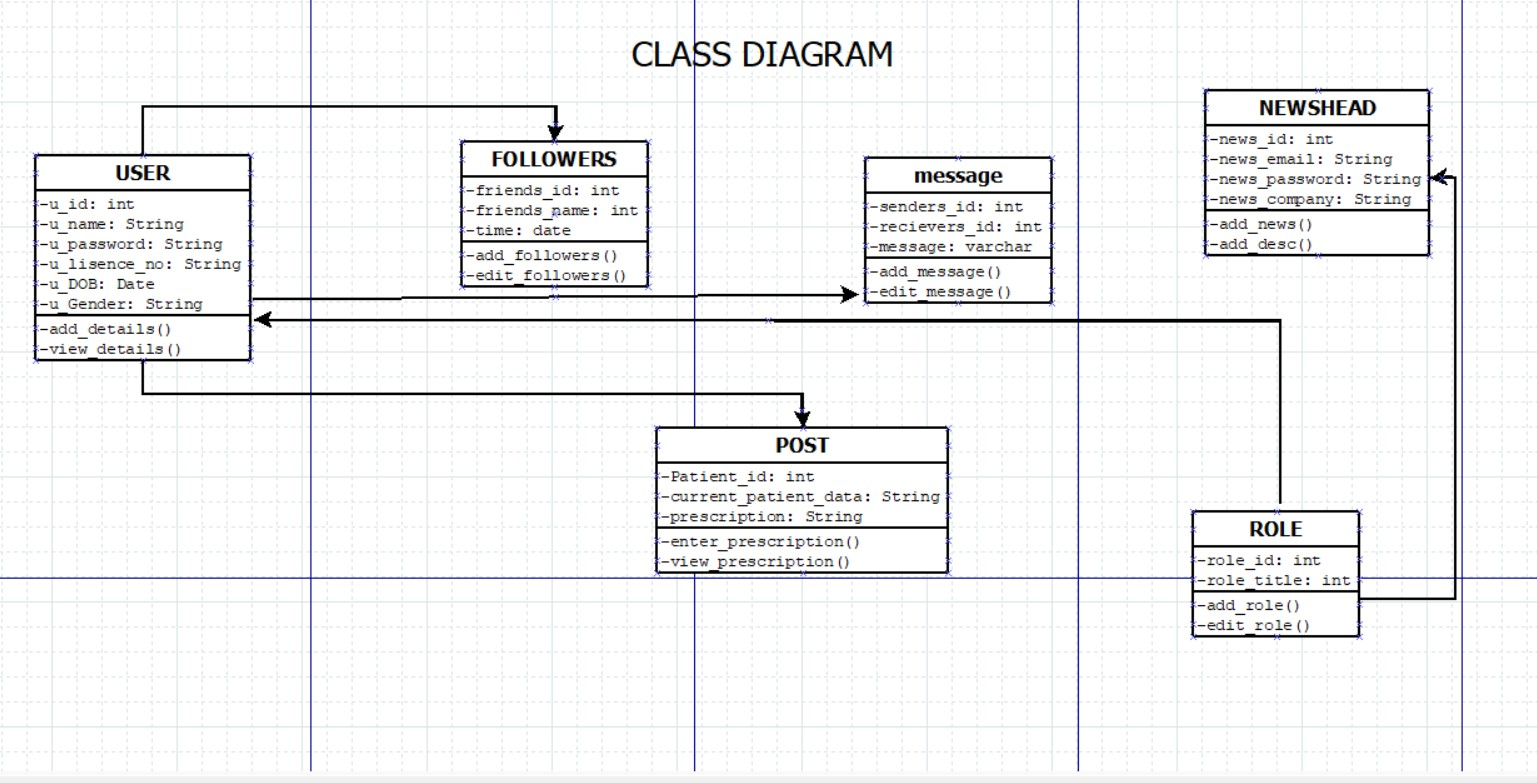 CLASS DIAGRAM
USER
-u_id: int
-u_name: String
-u_password: String
-u_lisence_no: String
-u_DOB: Date
-u_Gender: String
-add_details()
-view_details()
FOLLOWERS
-friends_id: int
-friends_name: int
-time: date
-add_followers()
-edit_followers()
message
-senders_id: int
-recievers_id: int
-message: varchar
-add_message()
-edit_message()
NEWSHEAD
-news_id: int
-news_email: String
-news_password: String
-news_company: String
-add_news()
-add_desc()
POST
-Patient_id: int
-current_patient_data: String
-prescription: String
-enter_prescription()
-view_prescription()
ROLE
-role_id: int
-role_title: int
-add_role()
-edit_role()